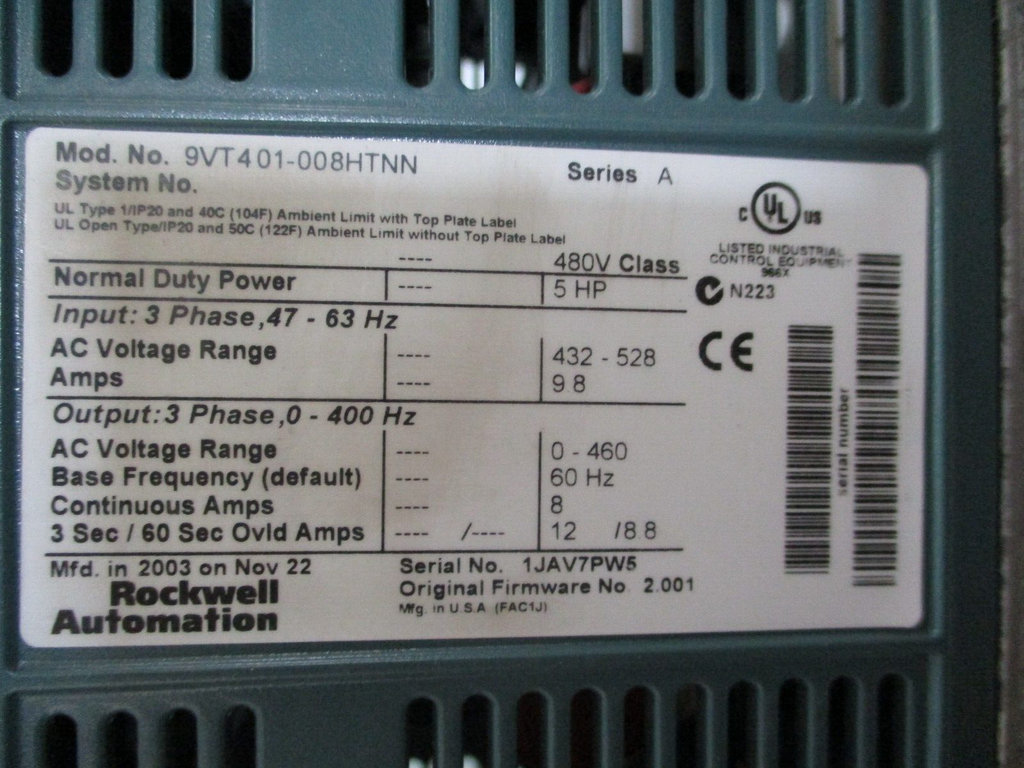 Mod. No. 9VT401-008HTNN
Series A
System No.
UL Type 1/IP20 and 40C (104F) Ambient Limit with Top Plate Label
UL Open Type/IP20 and 50C (122F) Ambient Limit without Top Plate Label
C UL US
LISTED INDUSTRIAL
CONTROL EQUIPMENT
966X
---- 480V Class
Normal Duty Power ---- 5 HP
N223
Input: 3 Phase,47 - 63 Hz
AC Voltage Range ---- 432 - 528
Amps ---- 9.8
CE
Output:3 Phase,0 - 400 Hz
AC Voltage Range ---- 0 - 460
Base Frequency (default) ---- 60 Hz
Continuous Amps ---- 8
3 Sec / 60 Sec Ovld Amps ---- /---- 12 /8.8
serial number
Mfd. in 2003 on Nov 22
Serial No. 1JAV7PW5
Rockwell
Automation
Original Firmware No. 2.001
Mfg. in U.S.A. (FAC1J)